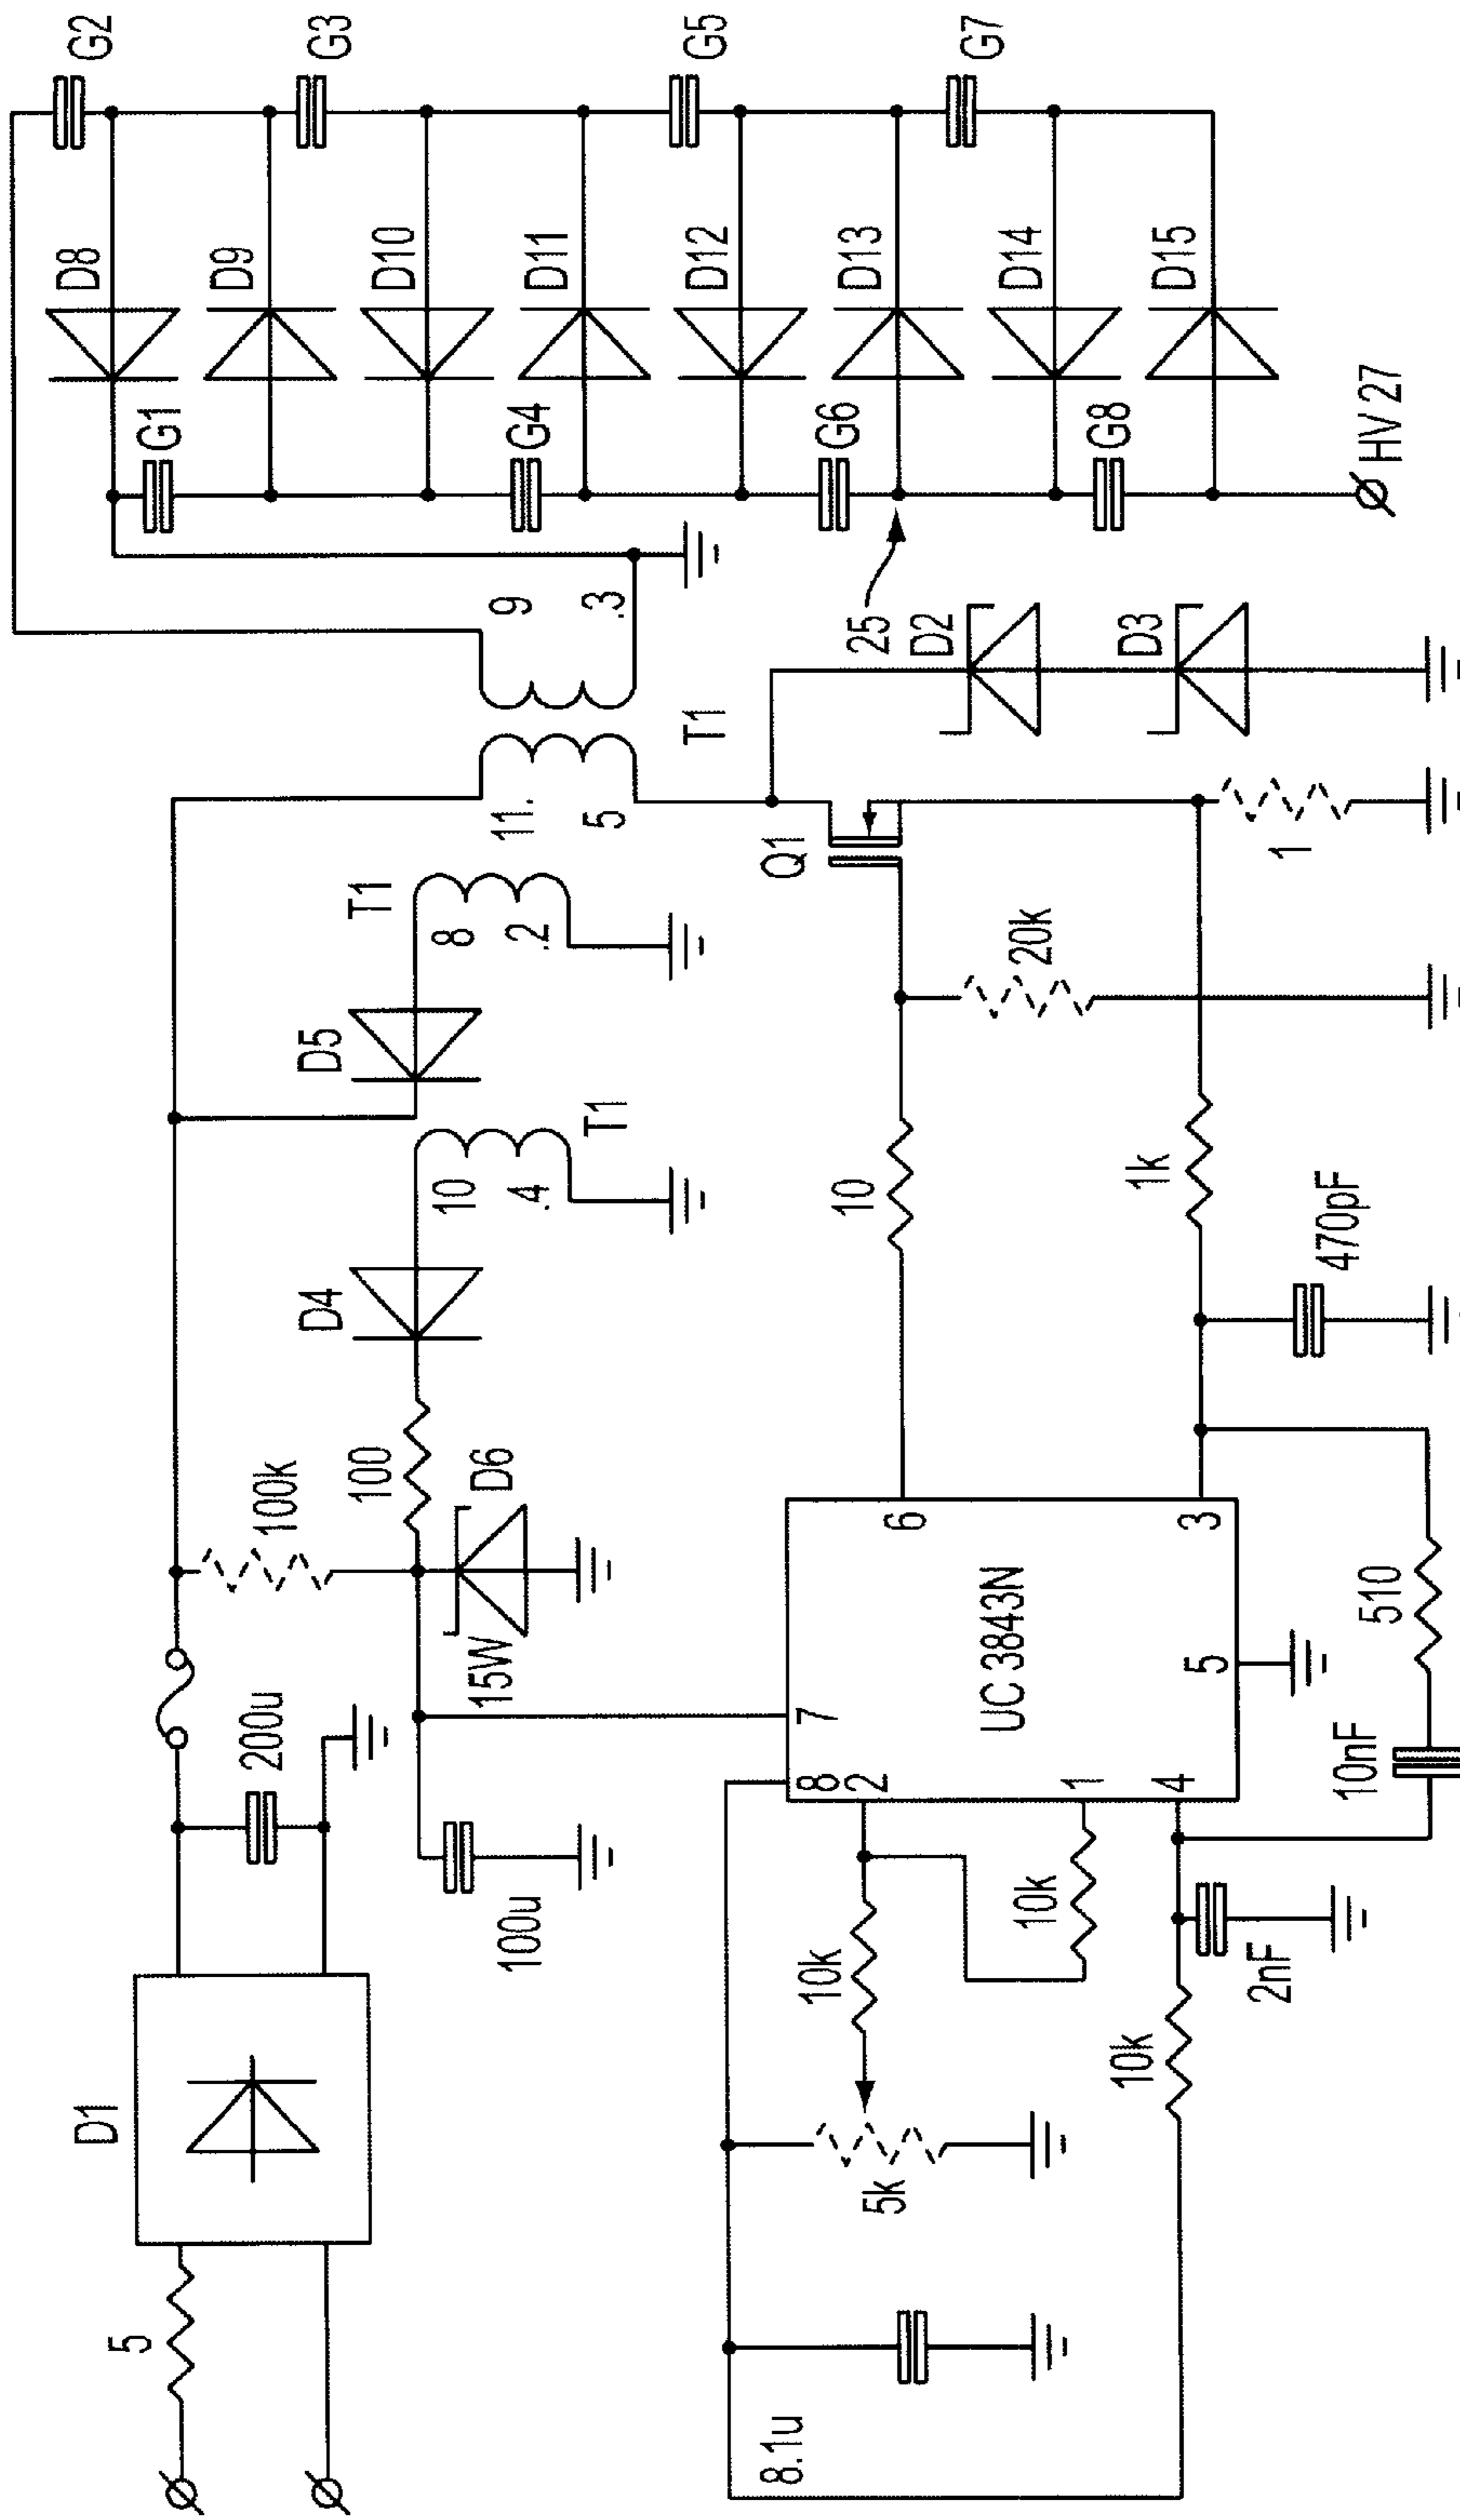 D1
5
200u
100k
D5
D4
T1
100
8
10
.2
.4
D6
15W
100u
T1
11.
5
9
.3
T1
G2
D8
G1
D9
G3
D10
D11
G4
G5
D12
G6
D13
25
G7
D14
G8
D15
HV 27
D2
D3
Q1
10
20k
1k
1
470pF
8.1u
5k
10k
10k
10k
2nF
7
8
2
1
4
6
3
5
UC 3843N
10nF
510